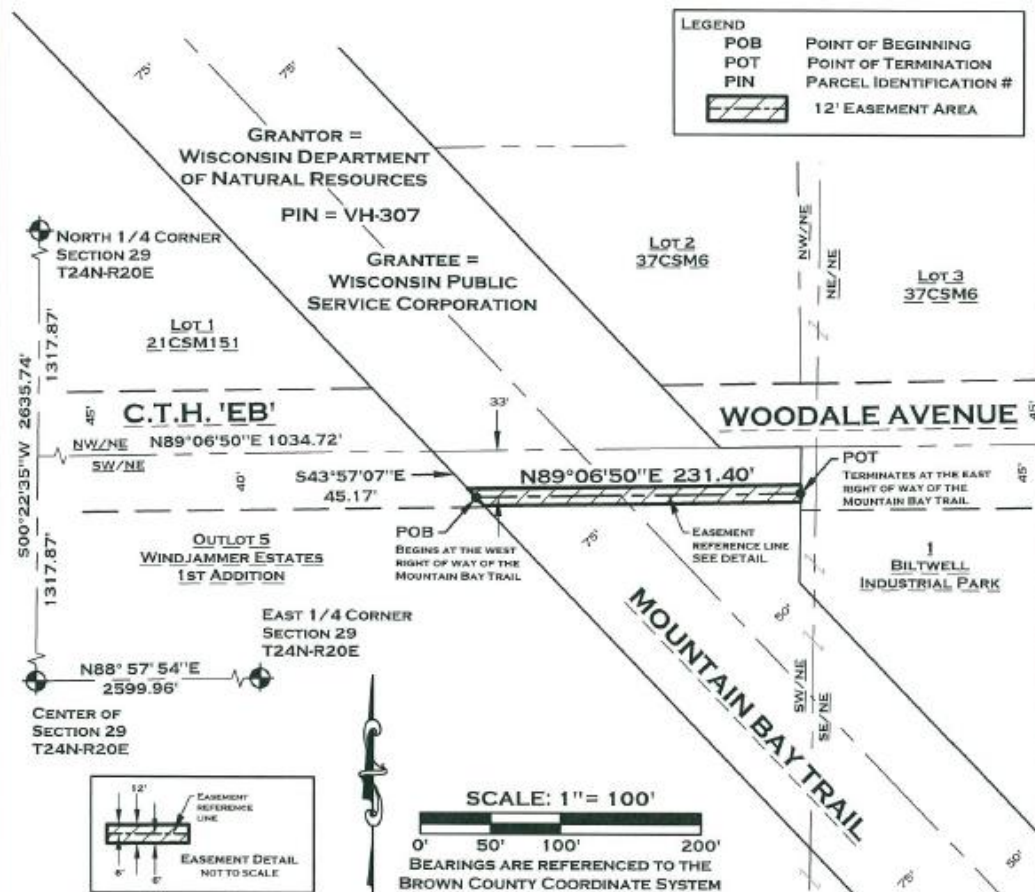 LEGEND
POB POINT OF BEGINNING
POT POINT OF TERMINATION
PIN PARCEL IDENTIFICATION #
12' EASEMENT AREA
75'
75'
GRANTOR =
WISCONSIN DEPARTMENT
OF NATURAL RESOURCES
PIN = VH-307
GRANTEE =
WISCONSIN PUBLIC
SERVICE CORPORATION
NORTH 1/4 CORNER
SECTION 29
T24N-R20E
LOT 2
37CSM6
NW/NE
NE/NE
LOT 3
37CSM6
LOT 1
21CSM151
S00°22'35"W 2635.74'
1317.87'
1317.87'
45'
C.T.H. 'EB'
33'
WOODALE AVENUE
45'
NW/NE
SW/NE
N89°06'50"E 1034.72'
40'
S43°57'07"E
45.17'
N89°06'50"E 231.40'
POT
TERMINATES AT THE EAST
RIGHT OF WAY OF THE
MOUNTAIN BAY TRAIL
45'
POB
BEGINS AT THE WEST
RIGHT OF WAY OF THE
MOUNTAIN BAY TRAIL
75'
EASEMENT
REFERENCE LINE
SEE DETAIL
OUTLOT 5
WINDJAMMER ESTATES
1ST ADDITION
1
BILTWELL
INDUSTRIAL PARK
50'
MOUNTAIN BAY TRAIL
EAST 1/4 CORNER
SECTION 29
T24N-R20E
N88°57'54"E
2599.96'
SW/NE
SE/NE
CENTER OF
SECTION 29
T24N-R20E
12'
EASEMENT
REFERENCE
LINE
6'
6'
EASEMENT DETAIL
NOT TO SCALE
SCALE: 1"= 100'
0' 50' 100' 200'
BEARINGS ARE REFERENCED TO THE
BROWN COUNTY COORDINATE SYSTEM
75'
50'